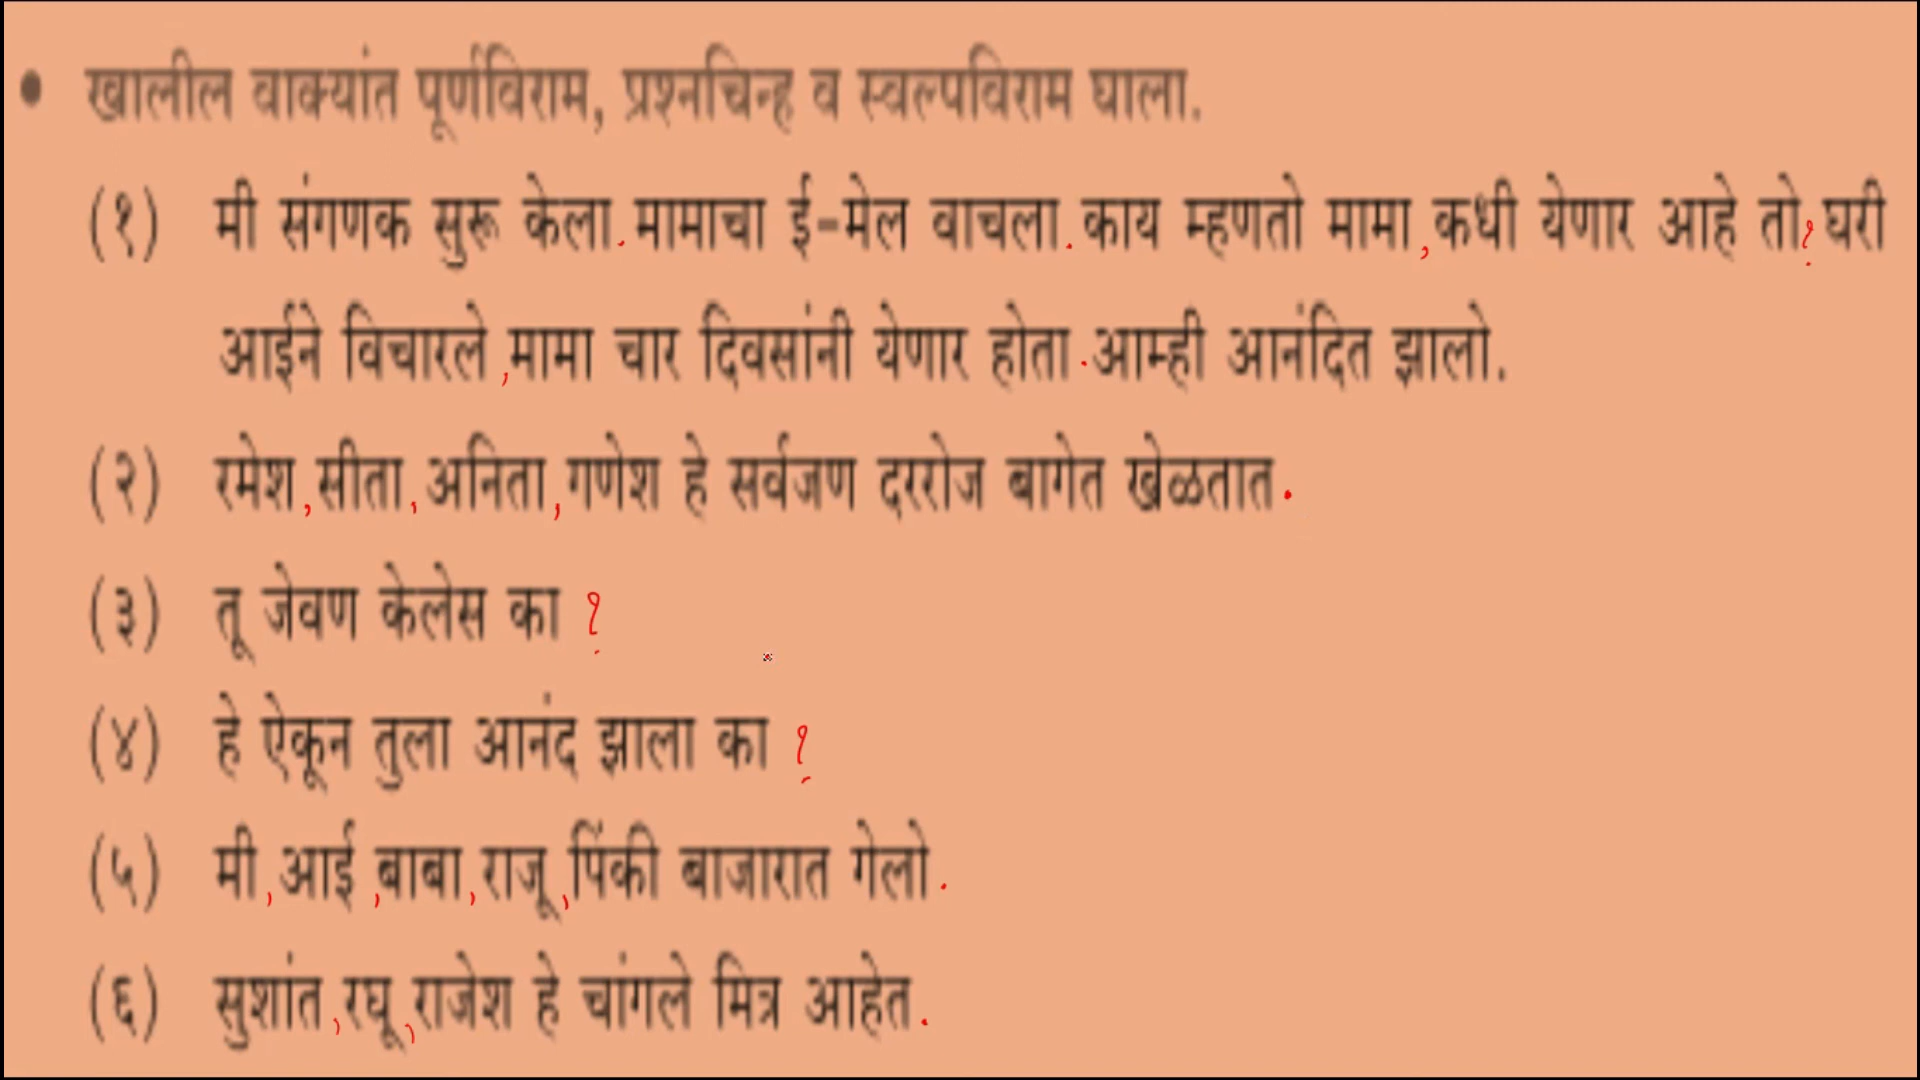 • खालील वाक्यांत पूर्णविराम, प्रश्नचिन्ह व स्वल्पविराम घाला.
(१) मी संगणक सुरू केला.मामाचा ई-मेल वाचला.काय म्हणतो मामा,कधी येणार आहे तो?घरी
आईने विचारले,मामा चार दिवसांनी येणार होता.आम्ही आनंदित झालो.
(२) रमेश,सीता,अनिता,गणेश हे सर्वजण दररोज बागेत खेळतात.
(३) तू जेवण केलेस का ?
(४) हे ऐकून तुला आनंद झाला का ?
(५) मी,आई,बाबा,राजू,पिंकी बाजारात गेलो.
(६) सुशांत,रघू,राजेश हे चांगले मित्र आहेत.